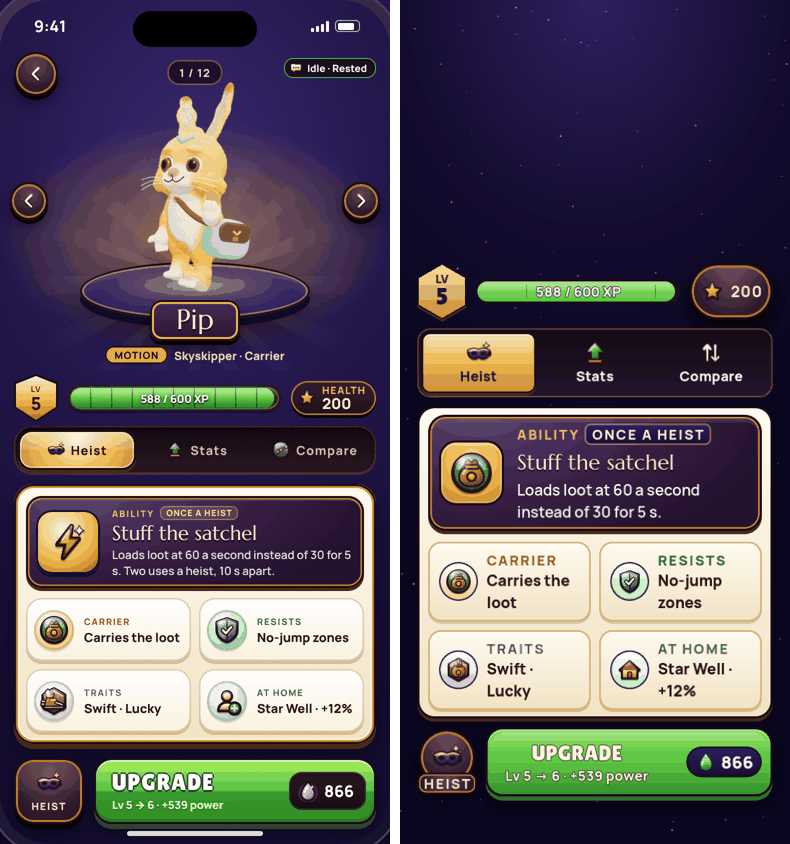 9:41
1 / 12
Idle · Rested
Pip
MOTION Skyskipper · Carrier
LV
5
588 / 600 XP
HEALTH
200
Heist
Stats
Compare
ABILITY ONCE A HEIST
Stuff the satchel
Loads loot at 60 a second instead of 30 for 5
s. Two uses a heist, 10 s apart.
CARRIER
Carries the loot
RESISTS
No-jump zones
TRAITS
Swift · Lucky
AT HOME
Star Well · +12%
HEIST
UPGRADE
Lv 5 → 6 · +539 power
866
LV
5
588 / 600 XP
200
Heist
Stats
Compare
ABILITY ONCE A HEIST
Stuff the satchel
Loads loot at 60 a second
instead of 30 for 5 s.
CARRIER
Carries the
loot
RESISTS
No-jump
zones
TRAITS
Swift ·
Lucky
AT HOME
Star Well ·
+12%
HEIST
UPGRADE
Lv 5 → 6 · +539 power
866